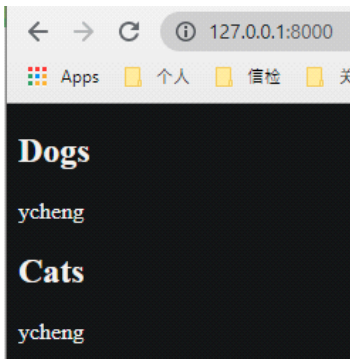 127.0.0.1:8000
Apps 个人 信检
Dogs
ycheng
Cats
ycheng